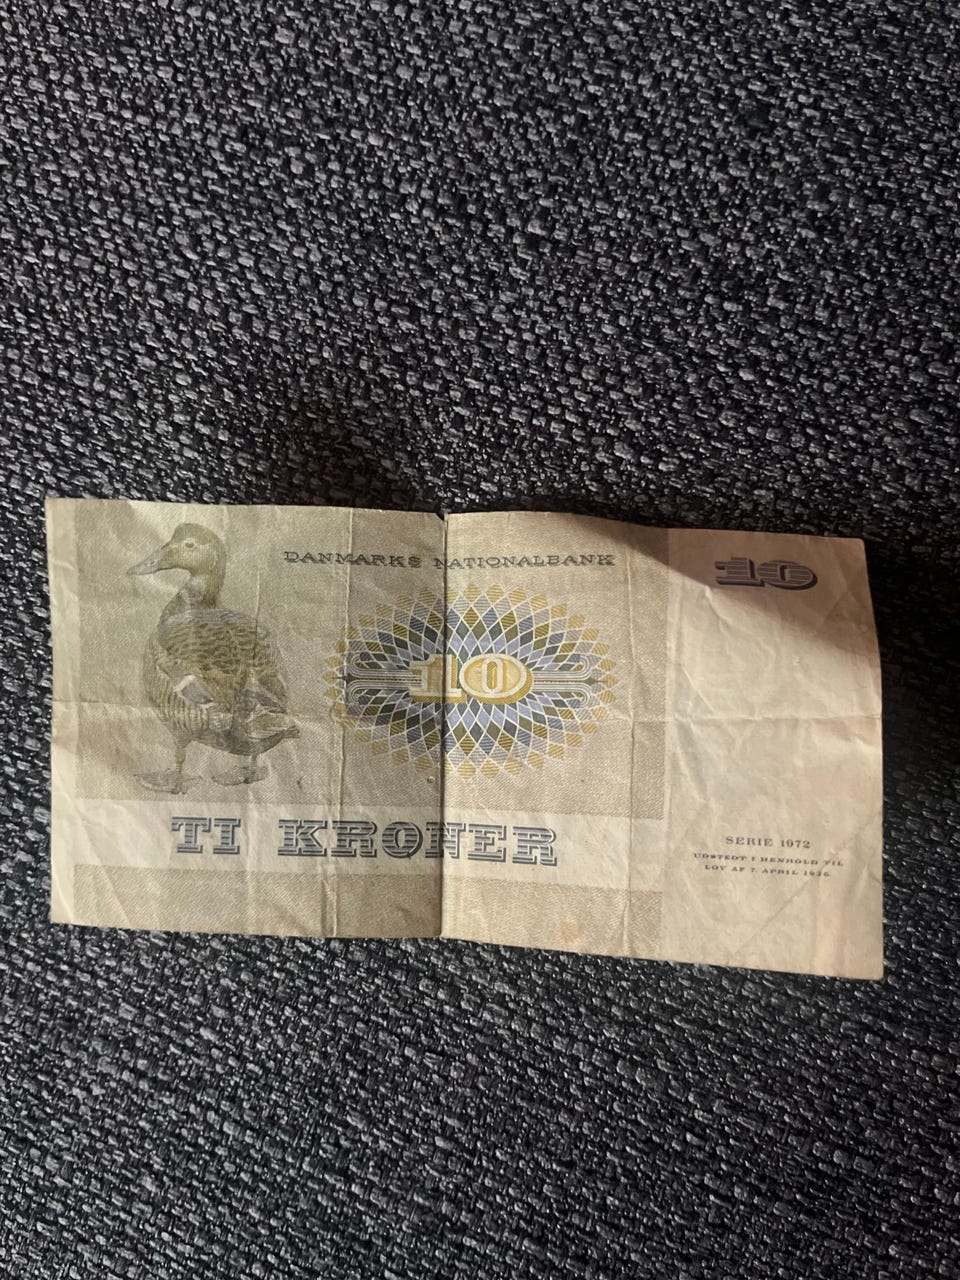 DANMARKS NATIONALBANK
10
10
TI KRONER
SERIE 1972
UDSTEDT I HENHOLD TIL
LOV AF 7. APRIL 1936